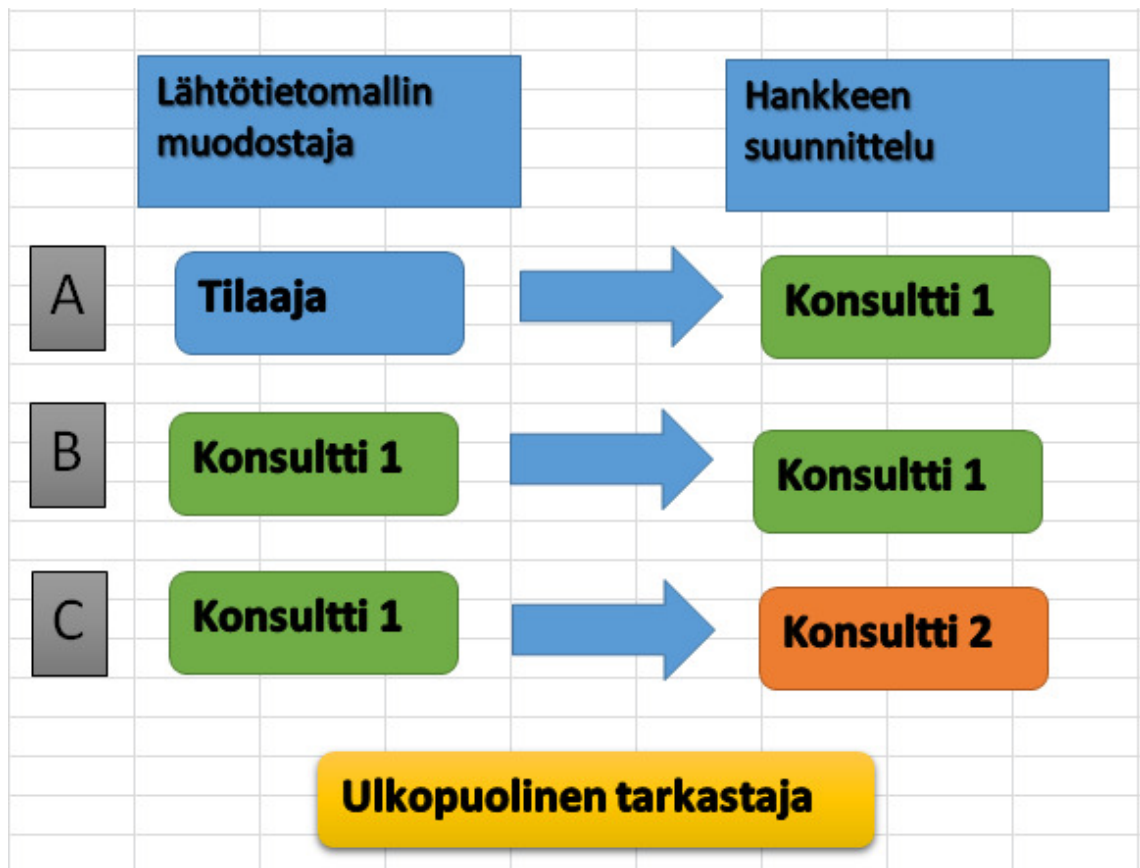 Lähtötietomallin
muodostaja
Hankkeen
suunnittelu
A
Tilaaja
Konsultti 1
B
Konsultti 1
Konsultti 1
C
Konsultti 1
Konsultti 2
Ulkopuolinen tarkastaja